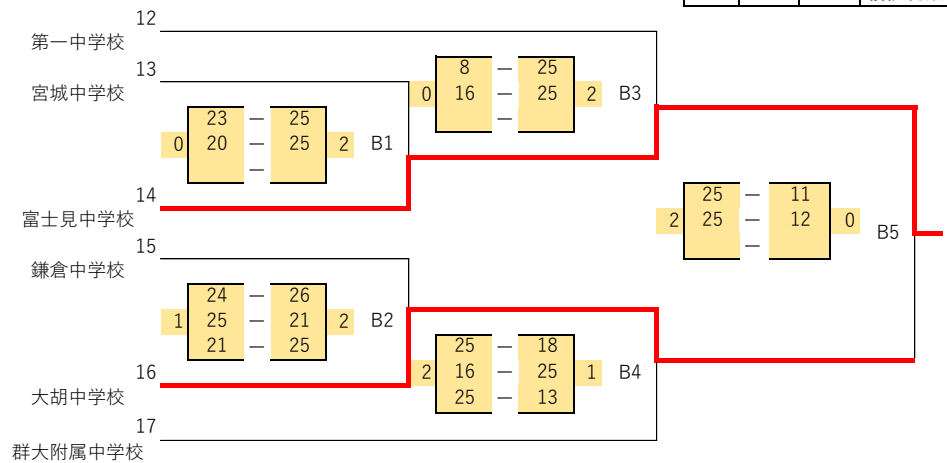 12
第一中学校
13
宮城中学校
8 — 25
0 16 — 25 2 B3
—
23 — 25
0 20 — 25 2 B1
—
14
富士見中学校
25 — 11
2 25 — 12 0 B5
—
15
鎌倉中学校
24 — 26
1 25 — 21 2 B2
21 — 25
25 — 18
2 16 — 25 1 B4
25 — 13
16
大胡中学校
17
群大附属中学校